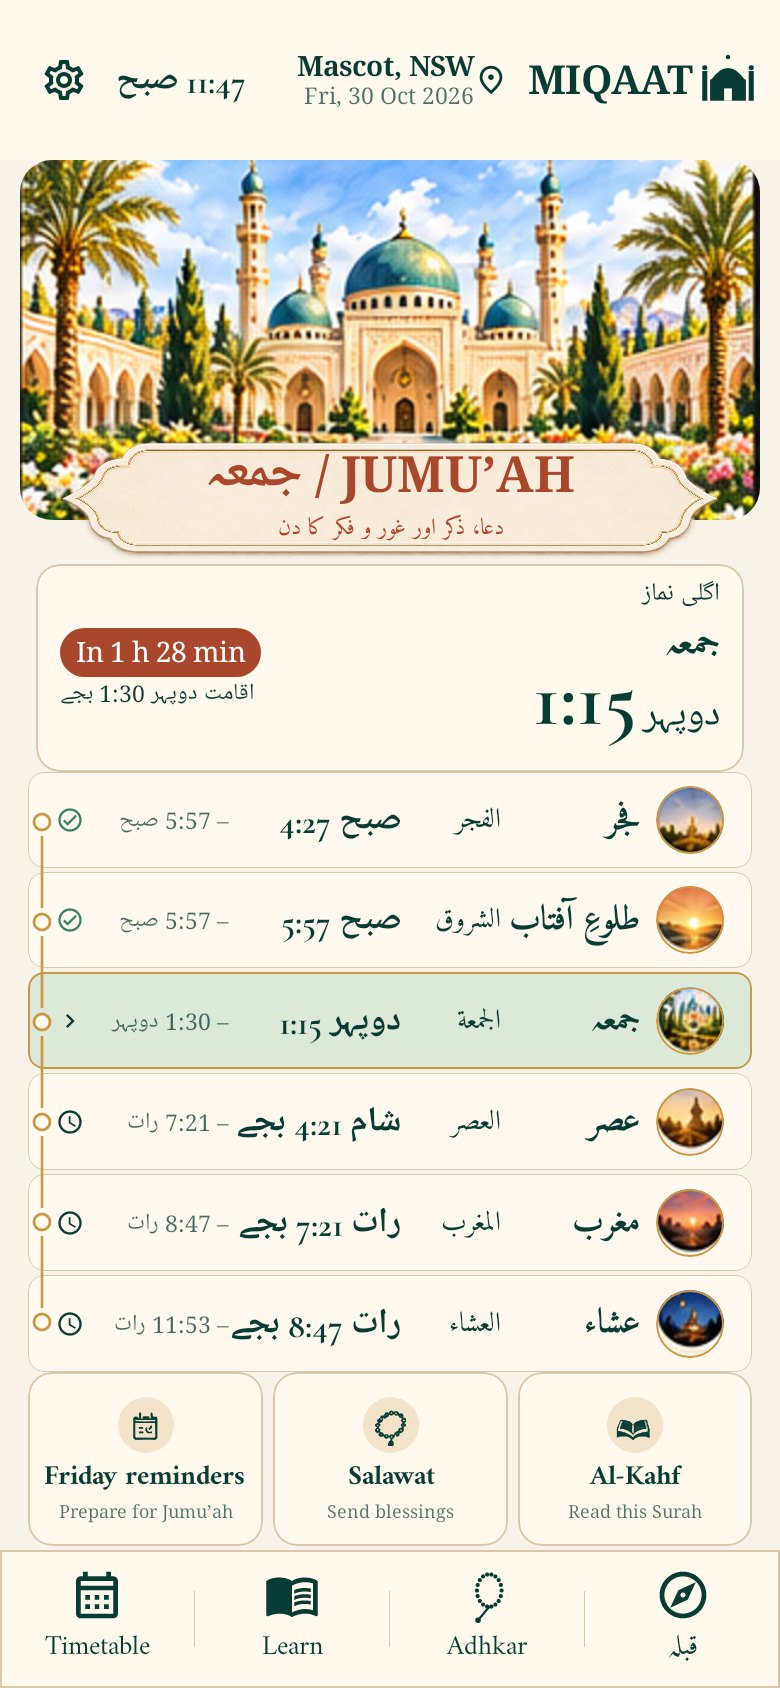 MIQAAT
Mascot, NSW
Fri, 30 Oct 2026
11:47 صبح
جمعہ / JUMU’AH
دعا، ذکر اور غور و فکر کا دن
اگلی نماز
جمعہ
1:15 دوپہر
In 1 h 28 min
اقامت دوپہر 1:30 بجے
فجر الفجر صبح 4:27 – 5:57 صبح
طلوعِ آفتاب الشروق صبح 5:57 – 5:57 صبح
جمعہ الجمعة دوپہر 1:15 – 1:30 دوپہر
عصر العصر شام 4:21 بجے – 7:21 رات
مغرب المغرب رات 7:21 بجے – 8:47 رات
عشاء العشاء رات 8:47 بجے – 11:53 رات
Friday reminders
Prepare for Jumu’ah
Salawat
Send blessings
Al-Kahf
Read this Surah
Timetable
Learn
Adhkar
قبلہ